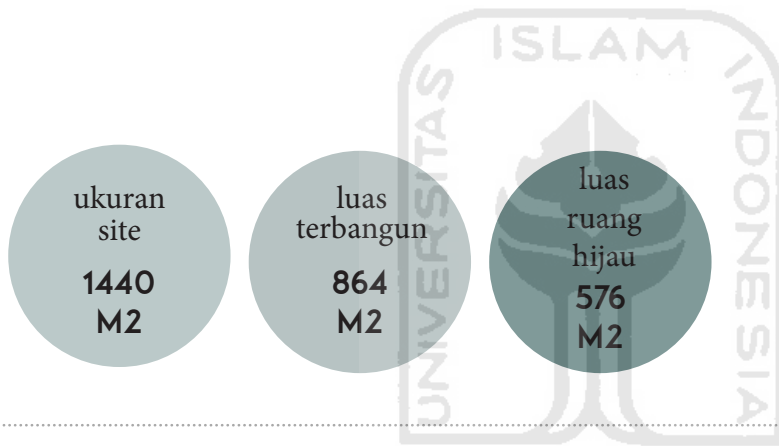 ukuran
site
1440
M2
luas
terbangun
864
M2
luas
ruang
hijau
576
M2
UNIVERSITAS
ISLAM
INDONESIA